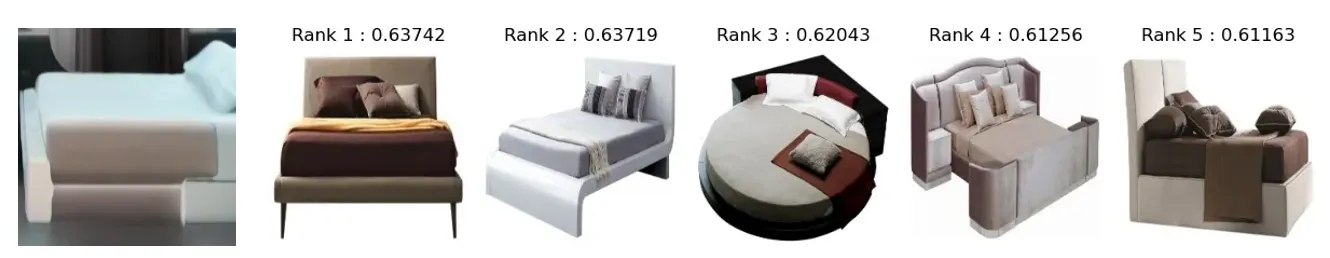 Rank 1 : 0.63742
Rank 2 : 0.63719
Rank 3 : 0.62043
Rank 4 : 0.61256
Rank 5 : 0.61163